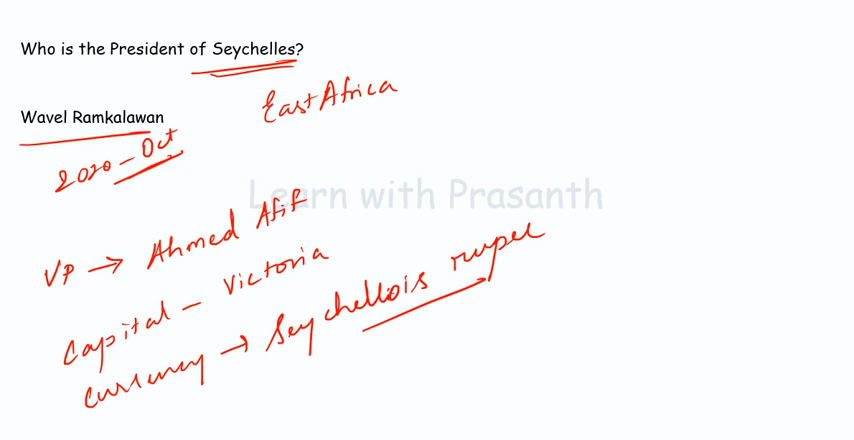 Who is the President of Seychelles?
East Africa
Wavel Ramkalawan
2020 - Oct
Learn with Prasanth
VP → Ahmed Afif
Capital - Victoria
Currency → Seychellois rupee